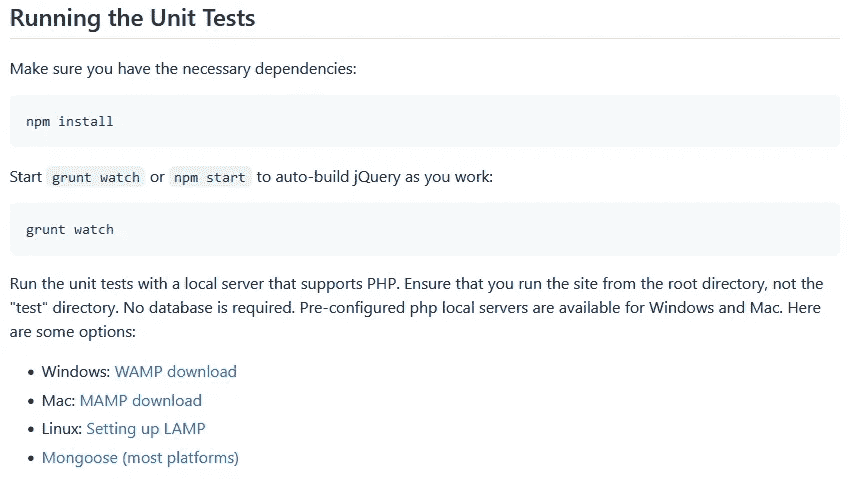 Running the Unit Tests
Make sure you have the necessary dependencies:
npm install
Start grunt watch or npm start to auto-build jQuery as you work:
grunt watch
Run the unit tests with a local server that supports PHP. Ensure that you run the site from the root directory, not the
"test" directory. No database is required. Pre-configured php local servers are available for Windows and Mac. Here
are some options:
• Windows: WAMP download
• Mac: MAMP download
• Linux: Setting up LAMP
• Mongoose (most platforms)